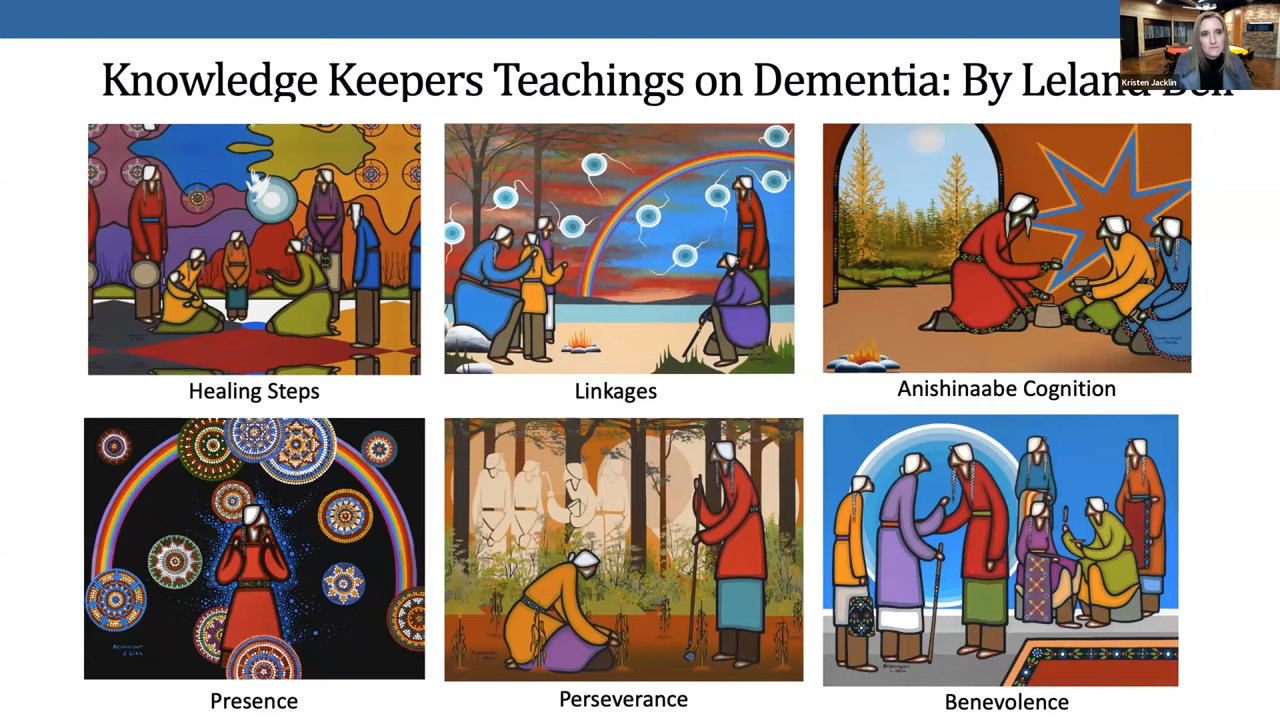 Knowledge Keepers Teachings on Dementia: By Leland Bell
Kristen Jacklin
Healing Steps
Linkages
Anishinaabe Cognition
Presence
Perseverance
Benevolence